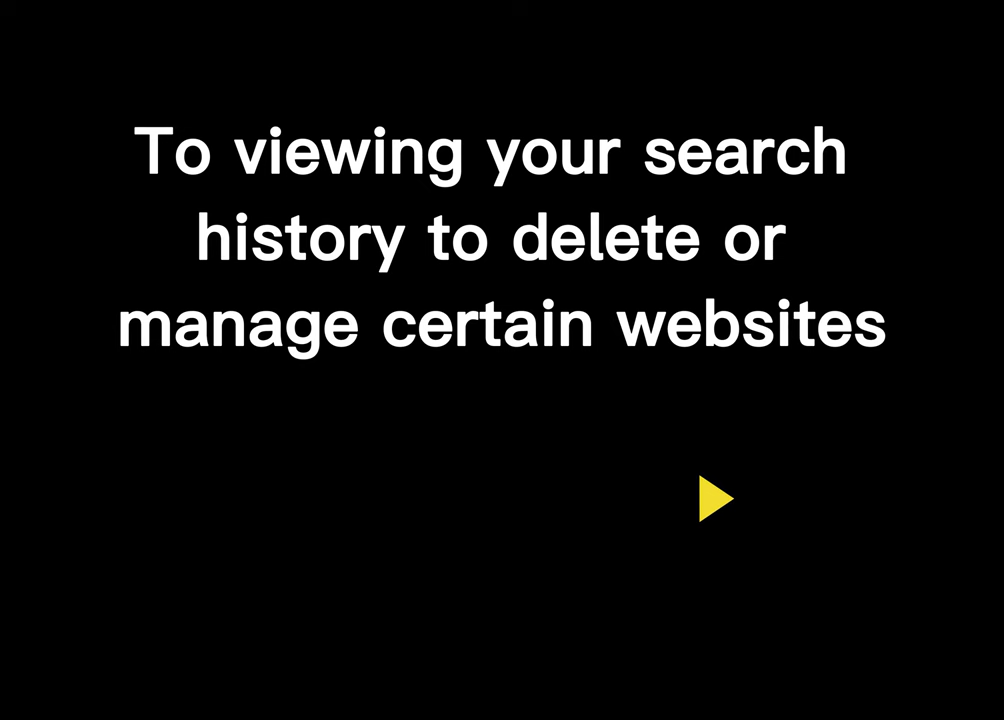 To viewing your search
history to delete or
manage certain websites